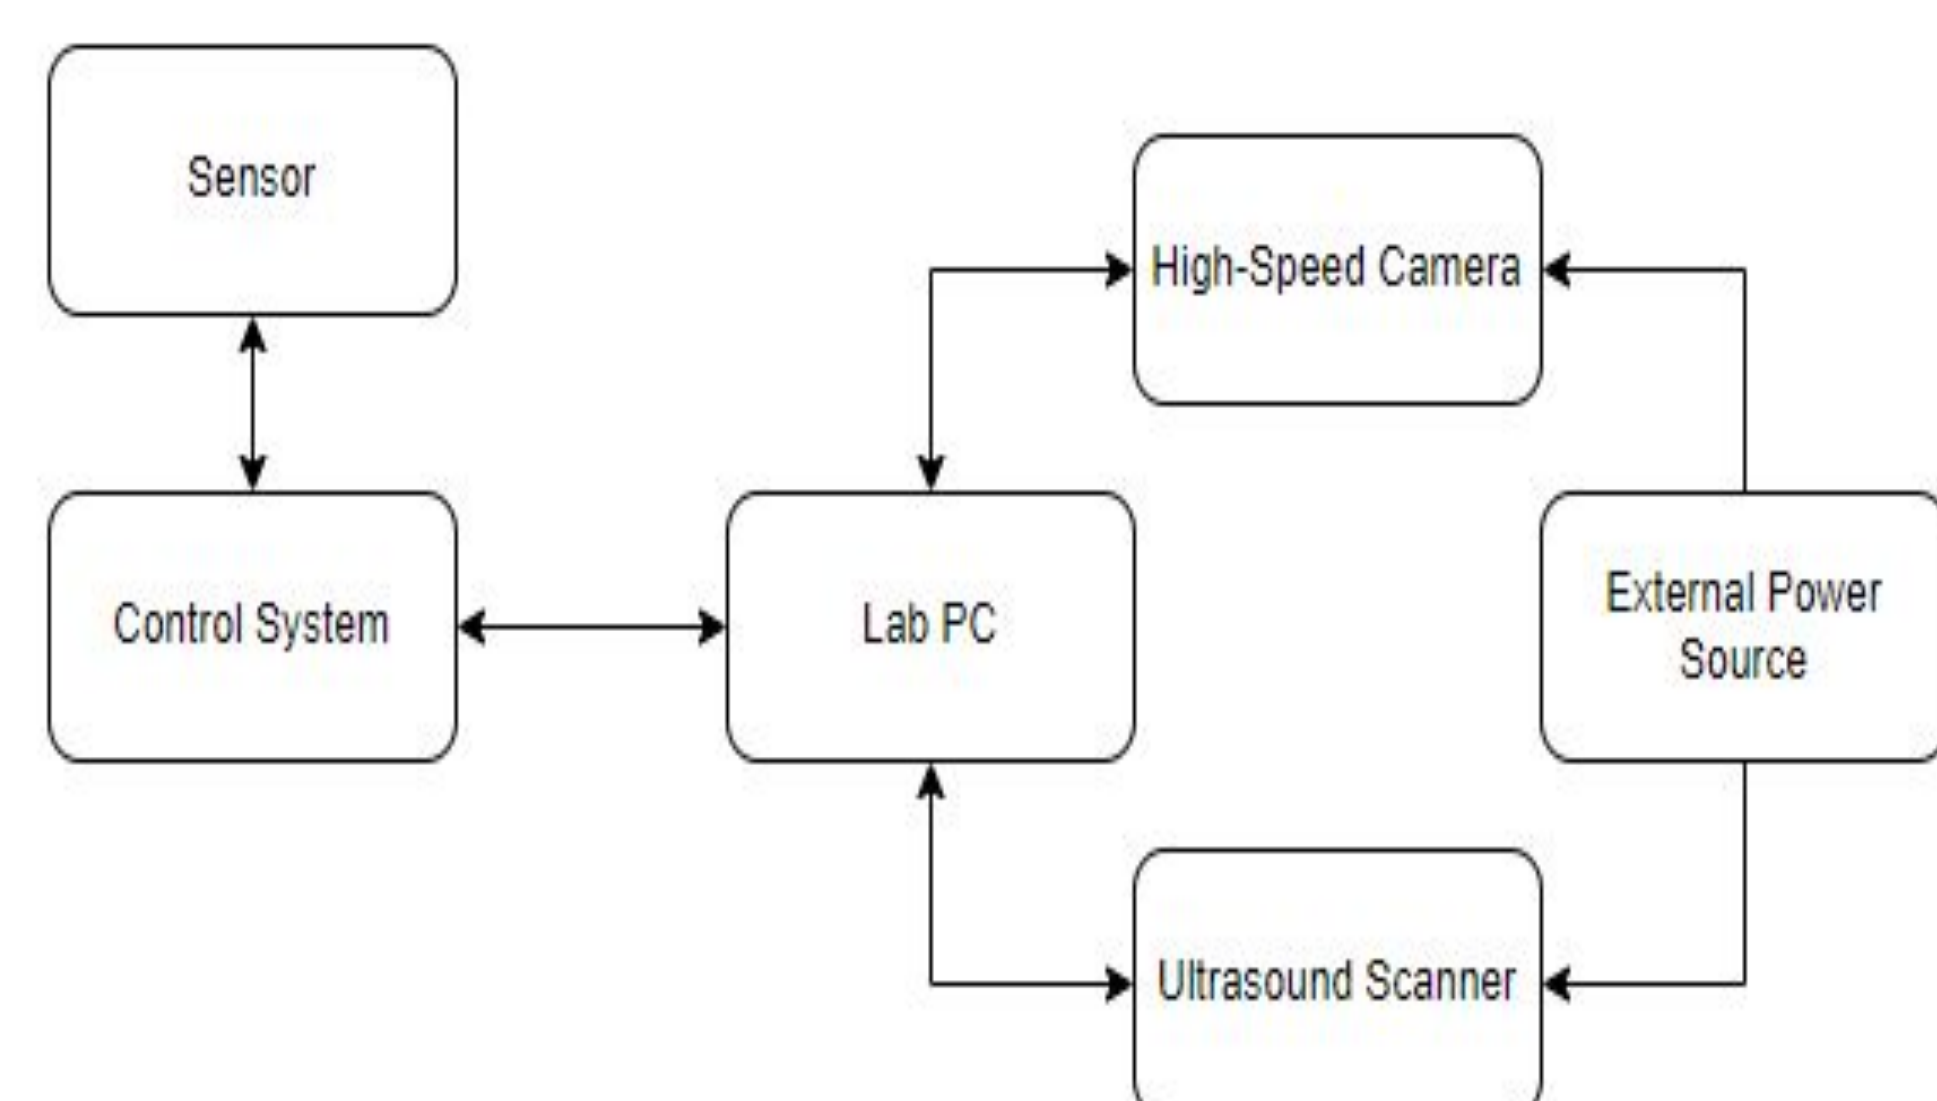 Sensor
High-Speed Camera
Control System
Lab PC
External Power
Source
Ultrasound Scanner